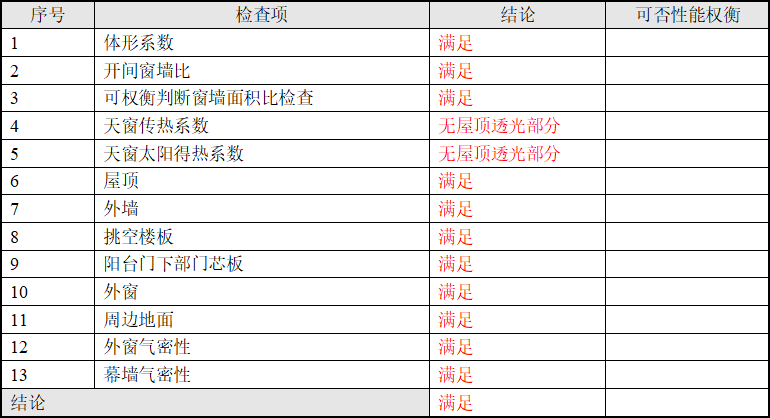 序号 检查项 结论 可否性能权衡
1 体形系数 满足
2 开间窗墙比 满足
3 可权衡判断窗墙面积比检查 满足
4 天窗传热系数 无屋顶透光部分
5 天窗太阳得热系数 无屋顶透光部分
6 屋顶 满足
7 外墙 满足
8 挑空楼板 满足
9 阳台门下部门芯板 满足
10 外窗 满足
11 周边地面 满足
12 外窗气密性 满足
13 幕墙气密性 满足
结论 满足